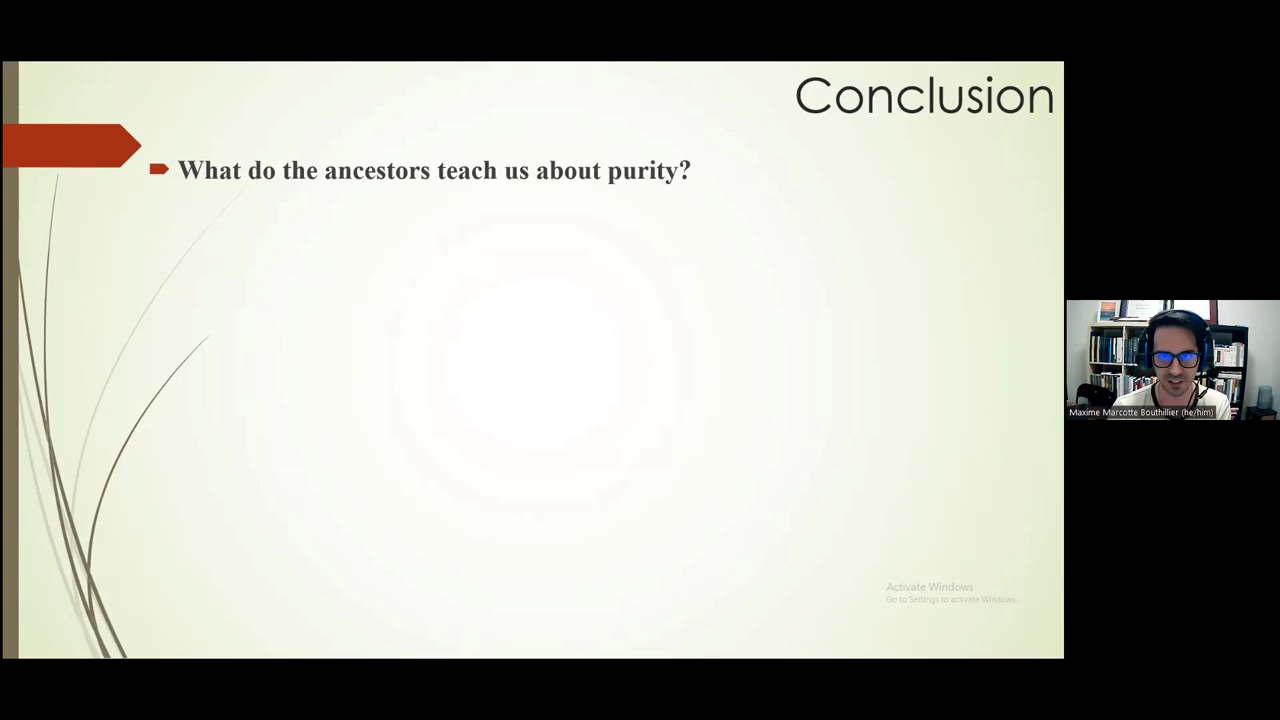 Conclusion
What do the ancestors teach us about purity?
Activate Windows
Go to Settings to activate Windows.
Maxime Marcotte Bouthillier (he/him)